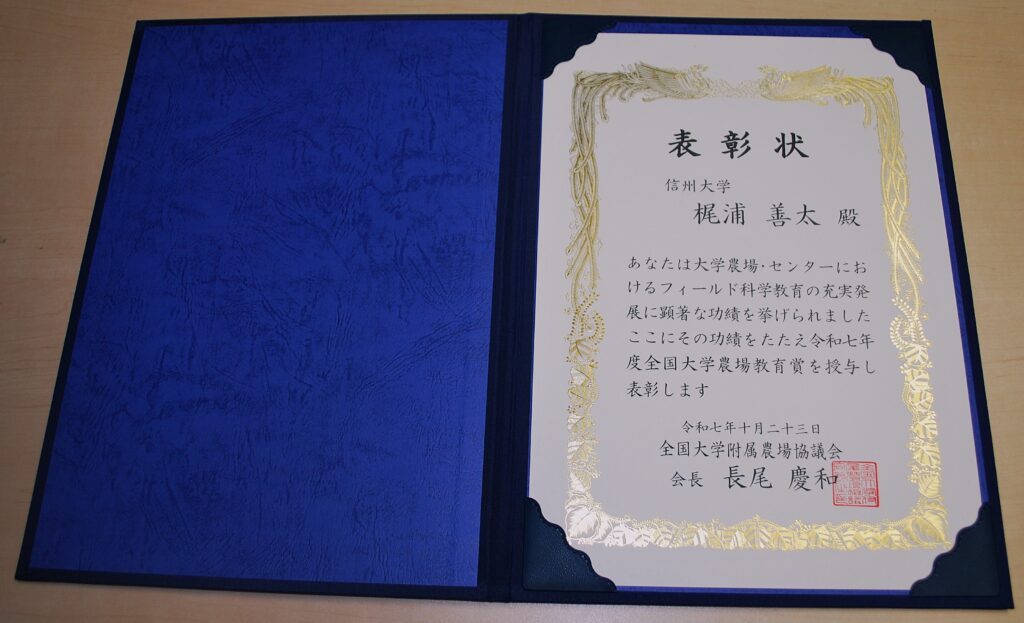 表彰状
信州大学
梶浦 善太 殿
あなたは大学農場・センターにお
けるフィールド科学教育の充実発
展に顕著な功績を挙げられました
ここにその功績をたたえ令和七年
度全国大学農場教育賞を授与し
表彰します
令和七年十月二十三日
全国大学附属農場協議会
会長 長尾 慶和